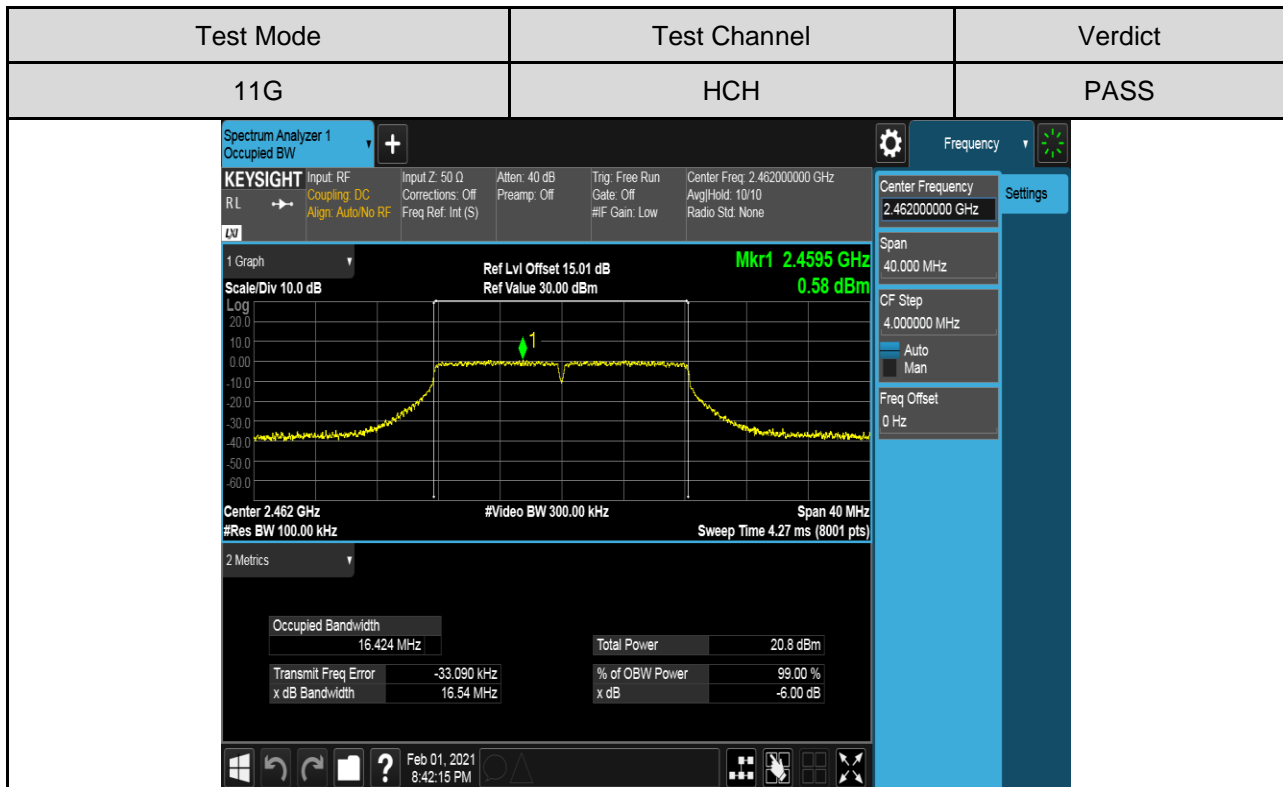 Test Mode Test Channel Verdict
11G HCH PASS
Spectrum Analyzer 1
Occupied BW
+
Frequency
KEYSIGHT Input: RF Input Z: 50 Ω Atten: 40 dB Trig: Free Run Center Freq: 2.462000000 GHz
RL Coupling: DC Corrections: Off Preamp: Off Gate: Off Avg|Hold: 10/10
Align: Auto/No RF Freq Ref: Int (S) #IF Gain: Low Radio Std: None
LXI
Center Frequency
2.462000000 GHz
Settings
Span
40.000 MHz
CF Step
4.000000 MHz
Auto
Man
Freq Offset
0 Hz
1 Graph Ref Lvl Offset 15.01 dB Mkr1 2.4595 GHz
Scale/Div 10.0 dB Ref Value 30.00 dBm 0.58 dBm
Log
20.0
10.0
1
0.00
-10.0
-20.0
-30.0
-40.0
-50.0
-60.0
Center 2.462 GHz #Video BW 300.00 kHz Span 40 MHz
#Res BW 100.00 kHz Sweep Time 4.27 ms (8001 pts)
2 Metrics
Occupied Bandwidth
16.424 MHz Total Power 20.8 dBm
Transmit Freq Error -33.090 kHz % of OBW Power 99.00 %
x dB Bandwidth 16.54 MHz x dB -6.00 dB
? Feb 01, 2021
8:42:15 PM